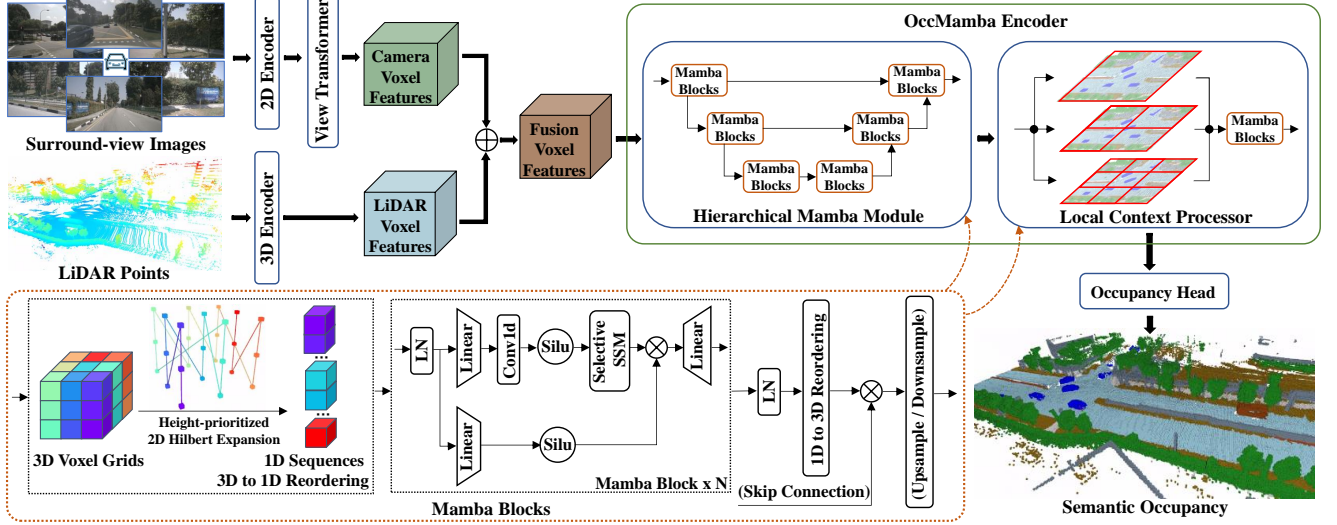 Surround-view Images
LiDAR Points
2D Encoder
View Transformer
3D Encoder
Camera
Voxel
Features
LiDAR
Voxel
Features
Fusion
Voxel
Features
OccMamba Encoder
Mamba
Blocks
Mamba
Blocks
Mamba
Blocks
Mamba
Blocks
Mamba
Blocks
Mamba
Blocks
Hierarchical Mamba Module
Mamba
Blocks
Local Context Processor
Occupancy Head
Semantic Occupancy
3D Voxel Grids
Height-prioritized
2D Hilbert Expansion
...
...
1D Sequences
3D to 1D Reordering
LN
Linear
Conv1d
Silu
Selective
SSM
Linear
Linear
Silu
Mamba Block x N
LN
1D to 3D Reordering
(Skip Connection)
(Upsample / Downsample)
Mamba Blocks